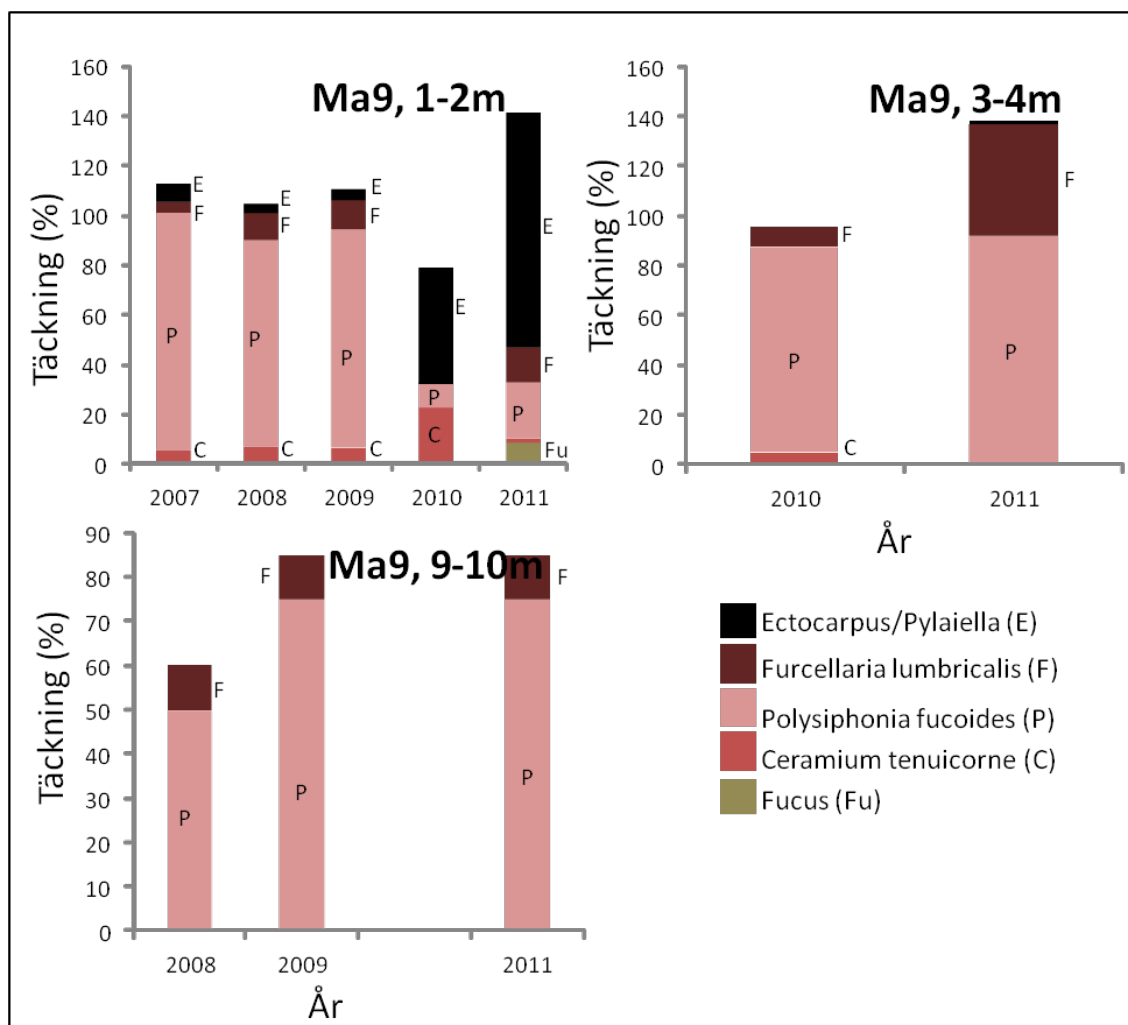 Ma9, 1-2m
Täckning (%)
160
140
120
100
80
60
40
20
0
E
F
P
C
E
F
P
C
E
F
P
C
E
P
C
E
F
P
Fu
2007 2008 2009 2010 2011
Ma9, 3-4m
Täckning (%)
160
140
120
100
80
60
40
20
0
F
P
C
F
P
2010 2011
År
Ma9, 9-10m
Täckning (%)
90
80
70
60
50
40
30
20
10
0
F
P
F
P
F
P
2008 2009 2011
År
Ectocarpus/Pylaiella (E)
Furcellaria lumbricalis (F)
Polysiphonia fucoides (P)
Ceramium tenuicorne (C)
Fucus (Fu)